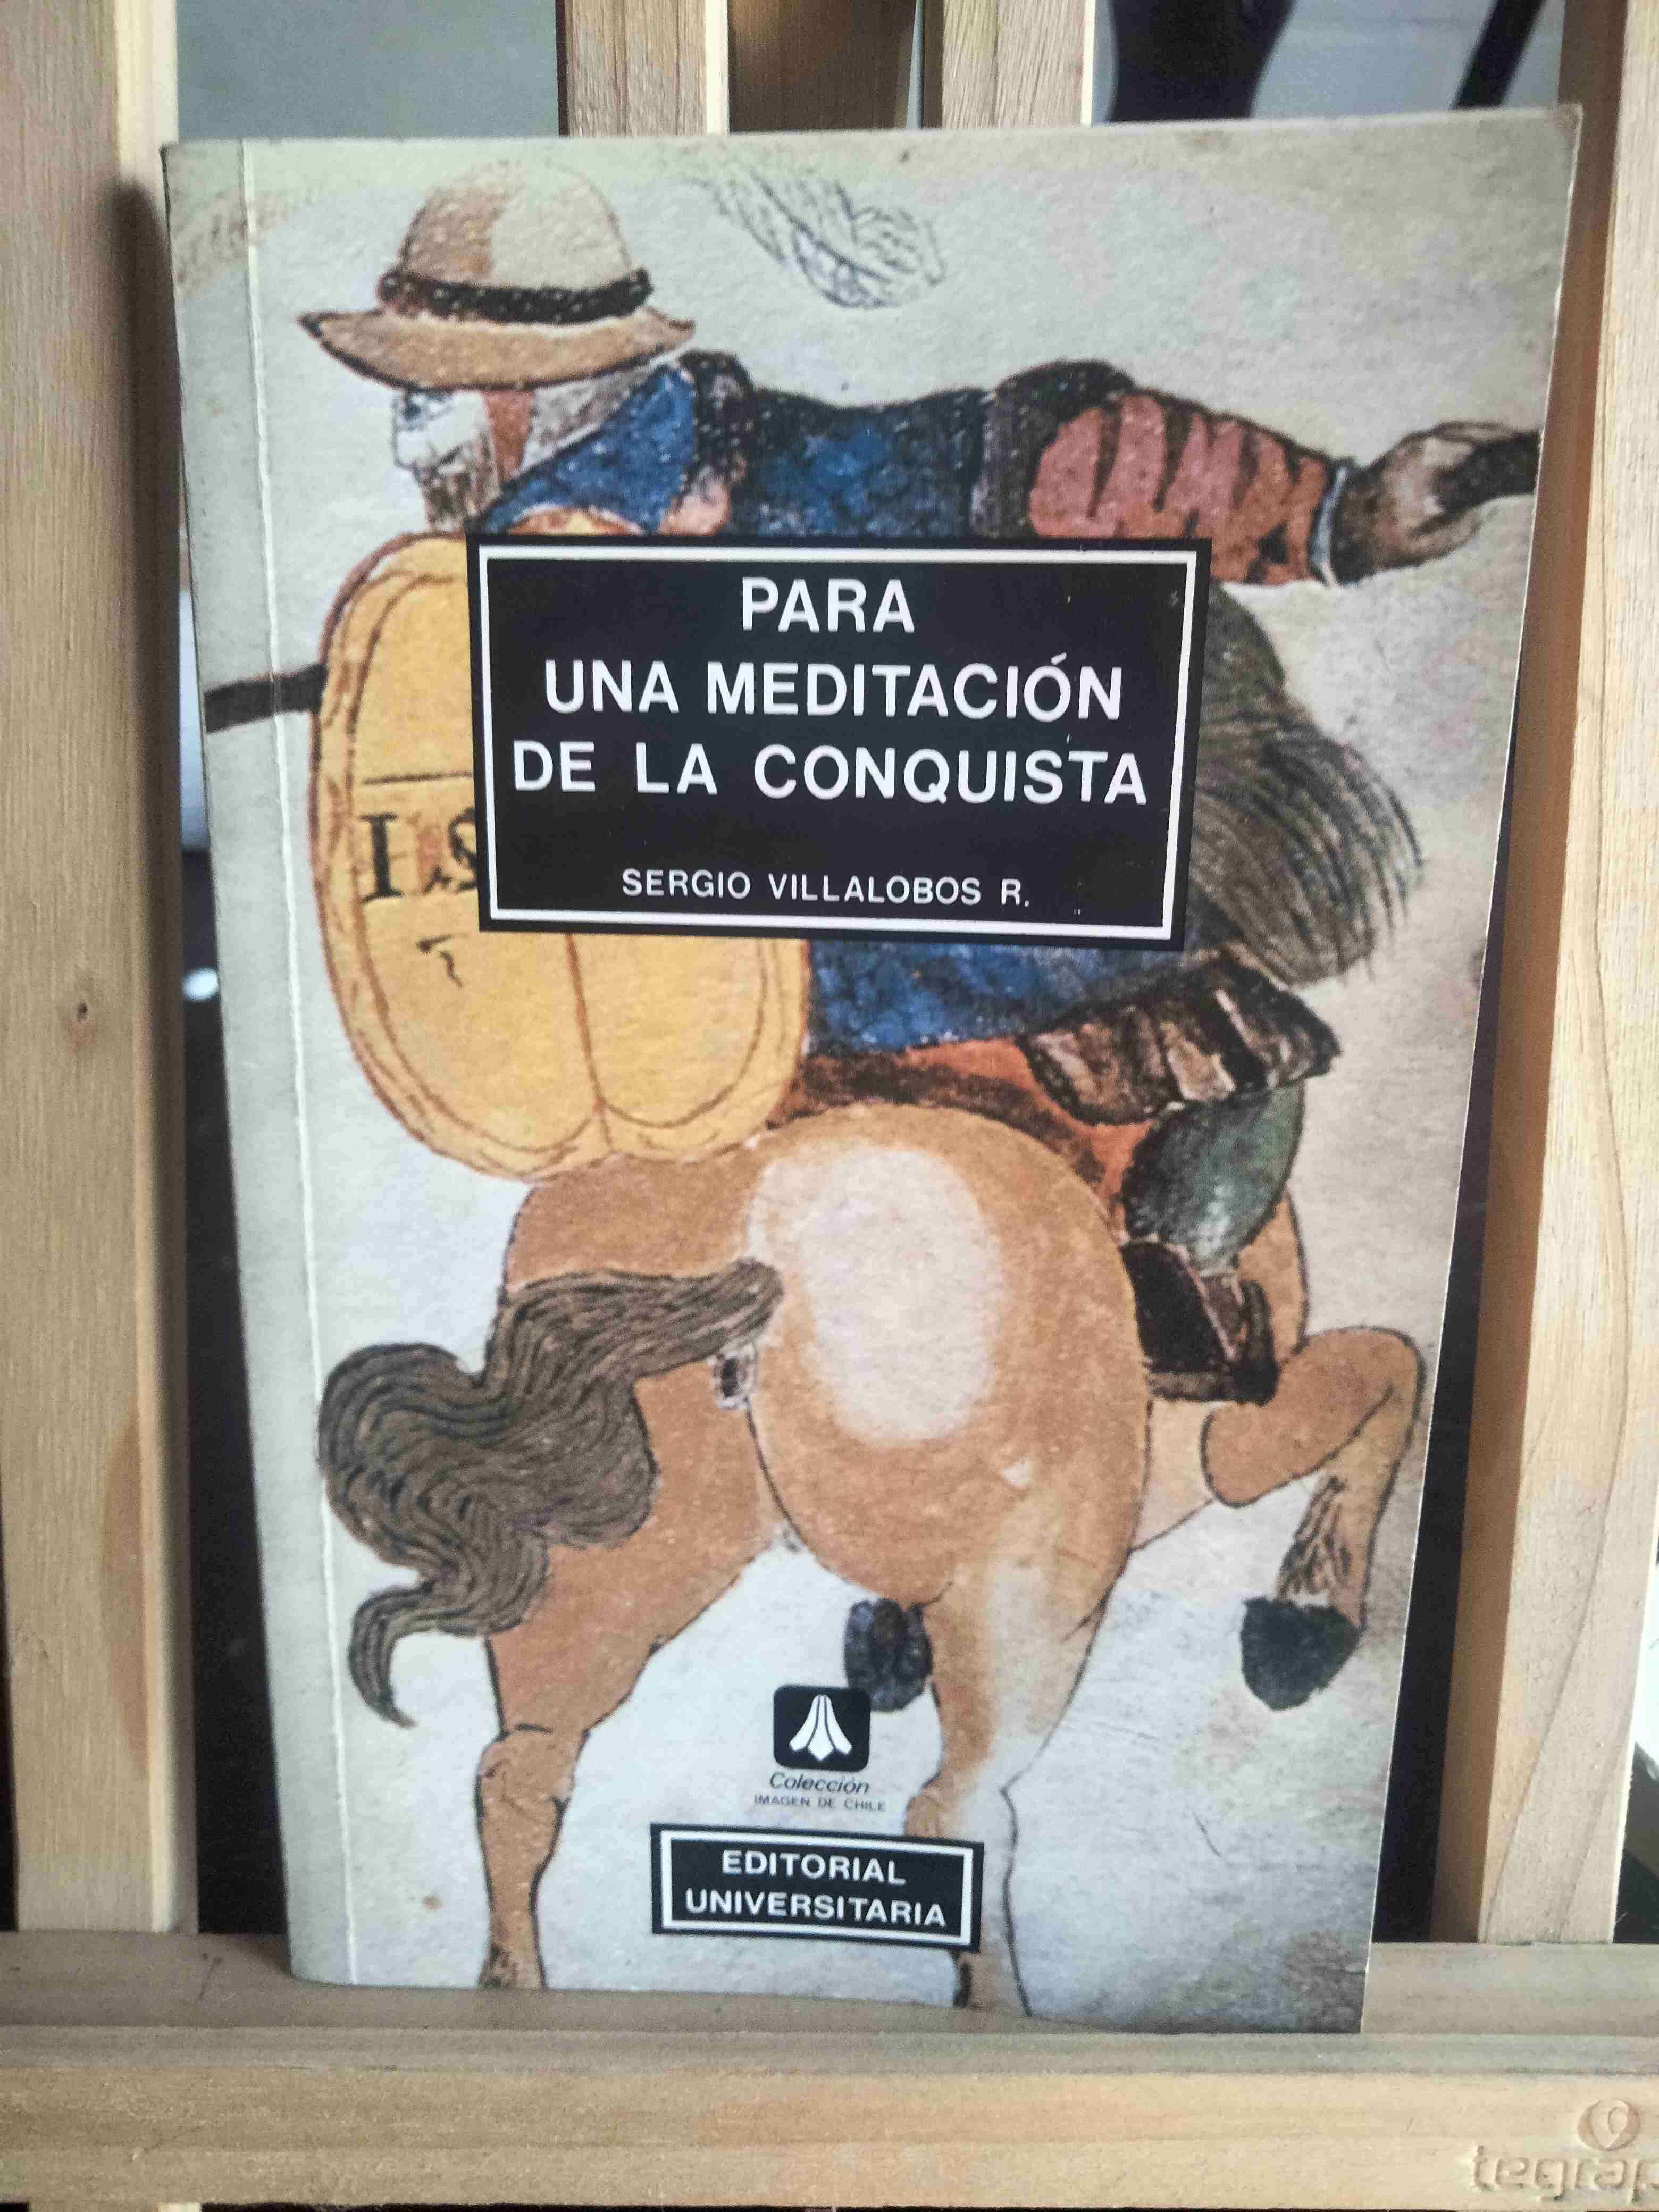 PARA
UNA MEDITACIÓN
DE LA CONQUISTA
SERGIO VILLALOBOS R.
Colección
IMAGEN DE CHILE
EDITORIAL
UNIVERSITARIA